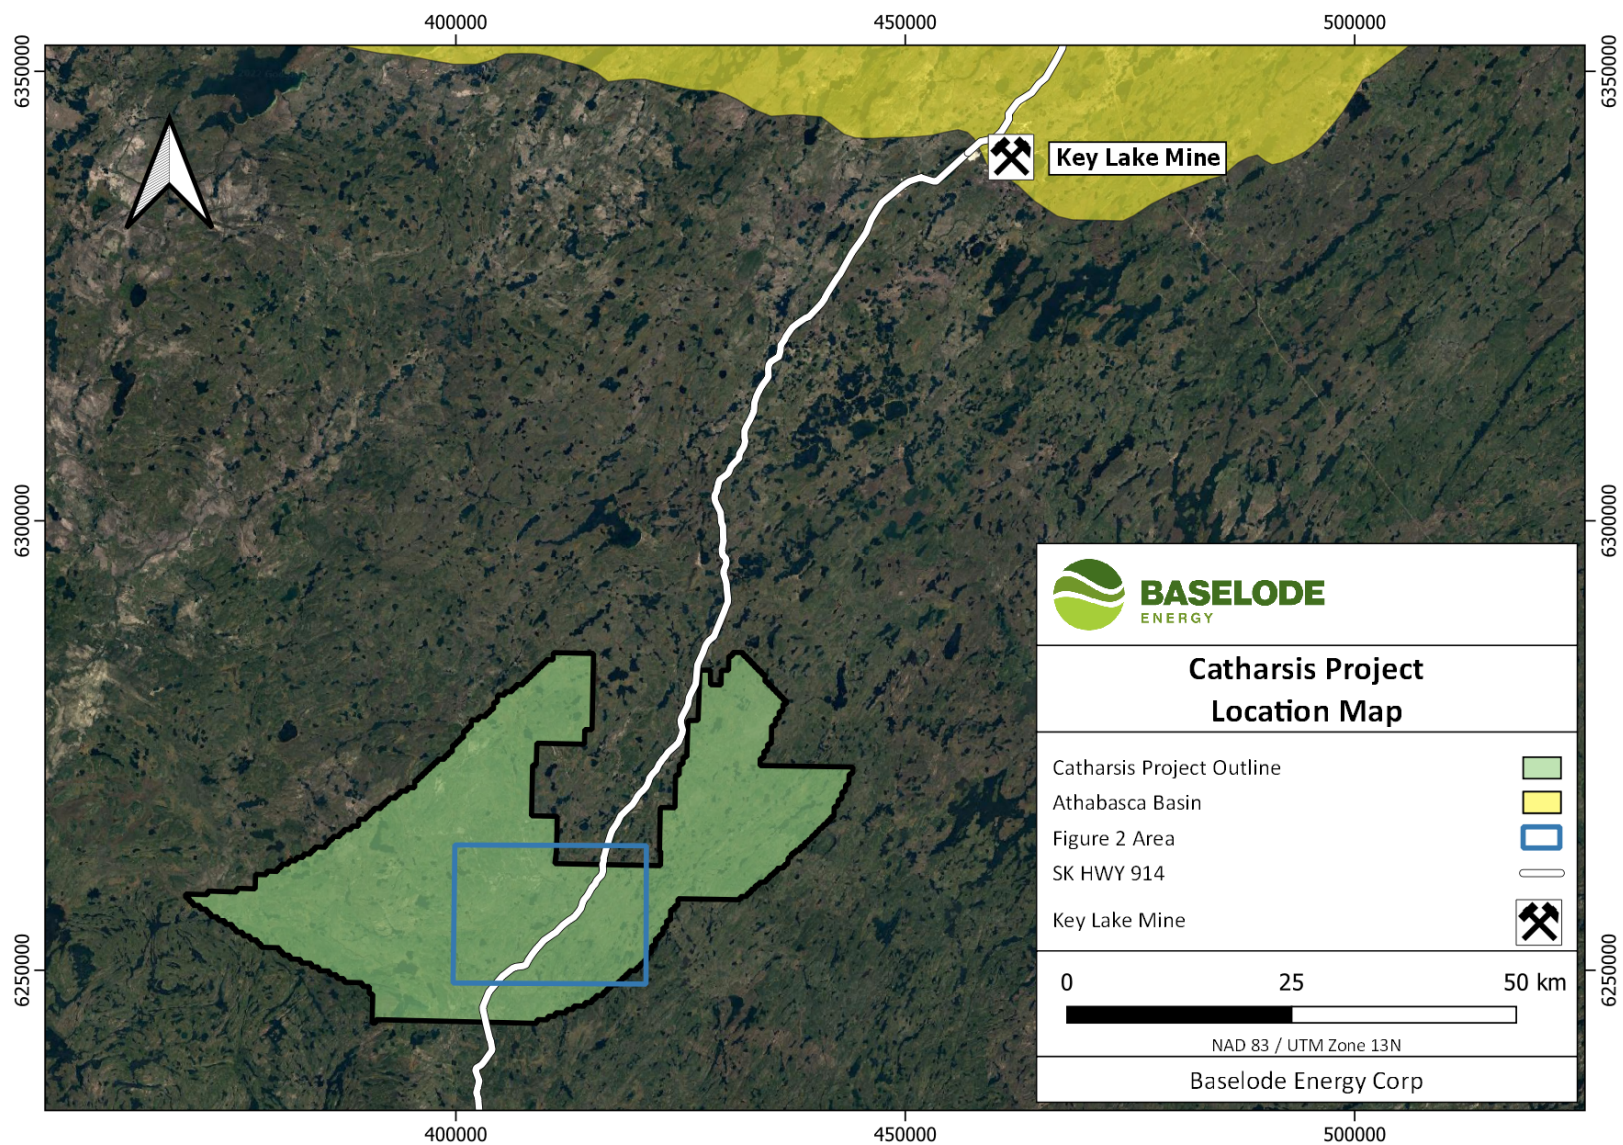 400000
450000
500000
6350000
6350000
Key Lake Mine
6300000
6300000
BASELODE
ENERGY
Catharsis Project
Location Map
Catharsis Project Outline
Athabasca Basin
Figure 2 Area
SK HWY 914
Key Lake Mine
6250000
6250000
0 25 50 km
NAD 83 / UTM Zone 13N
Baselode Energy Corp
400000
450000
500000